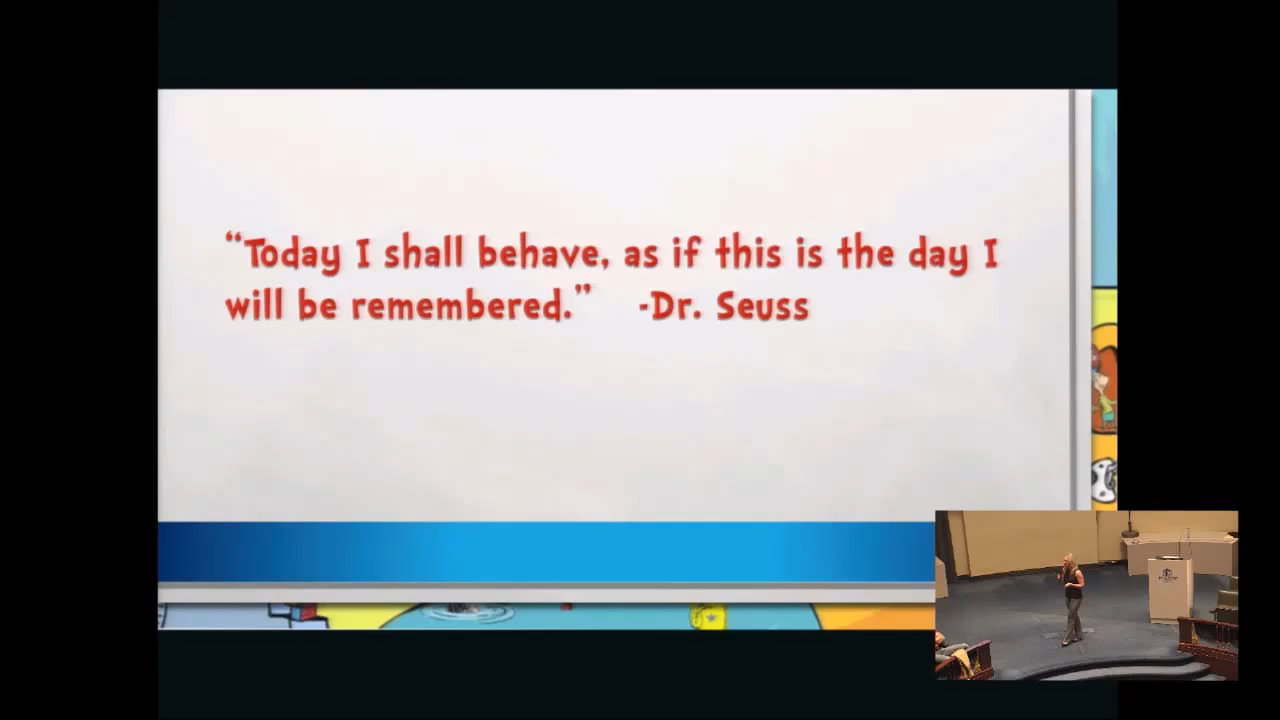 “Today I shall behave, as if this is the day I
will be remembered.” -Dr. Seuss